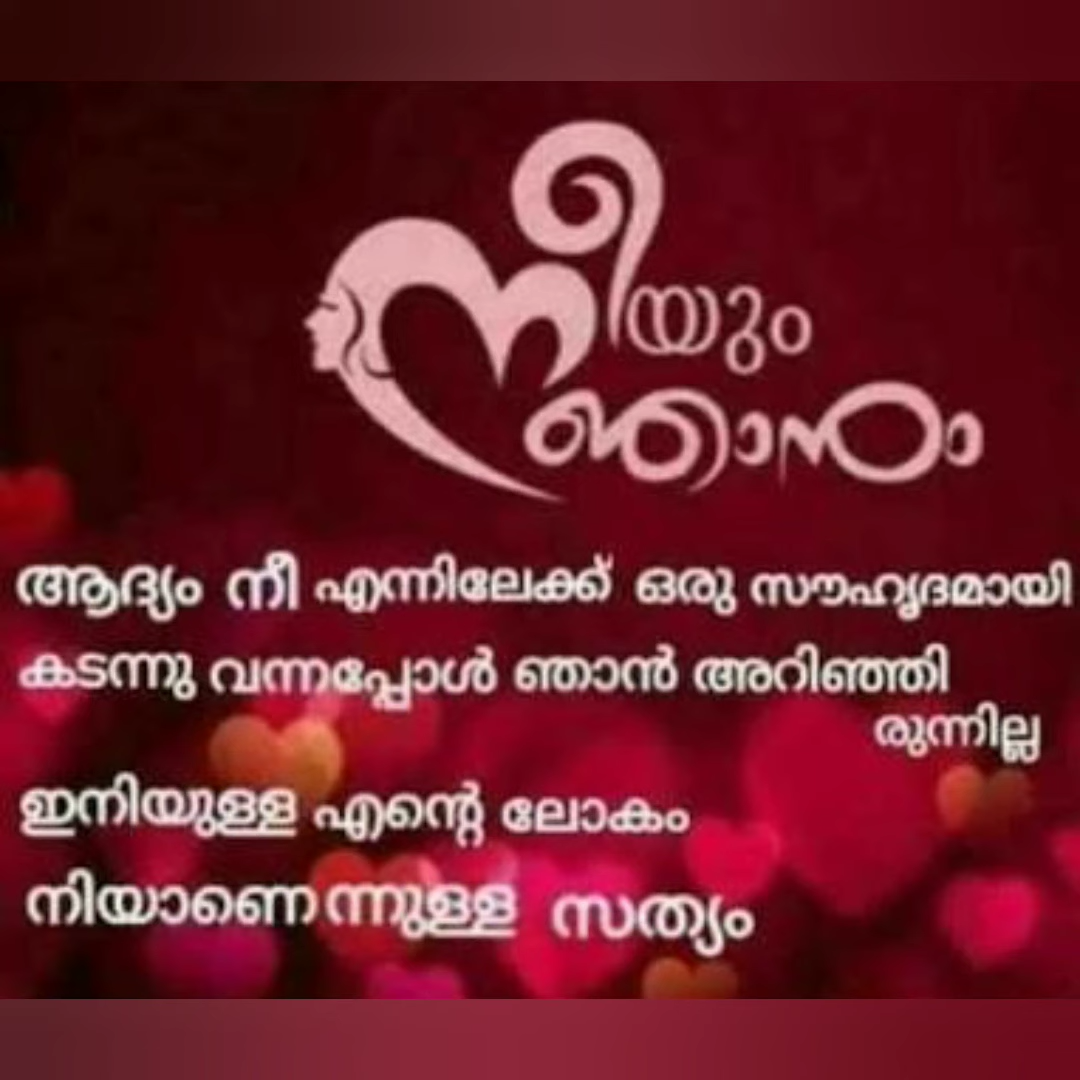 നീയും
ഞാനും
ആദ്യം നീ എന്നിലേക്ക് ഒരു സൗഹൃദമായി
കടന്നു വന്നപ്പോൾ ഞാൻ അറിഞ്ഞി
രുന്നില്ല
ഇനിയുള്ള എന്റെ ലോകം
നിയാണെന്നുള്ള സത്യം